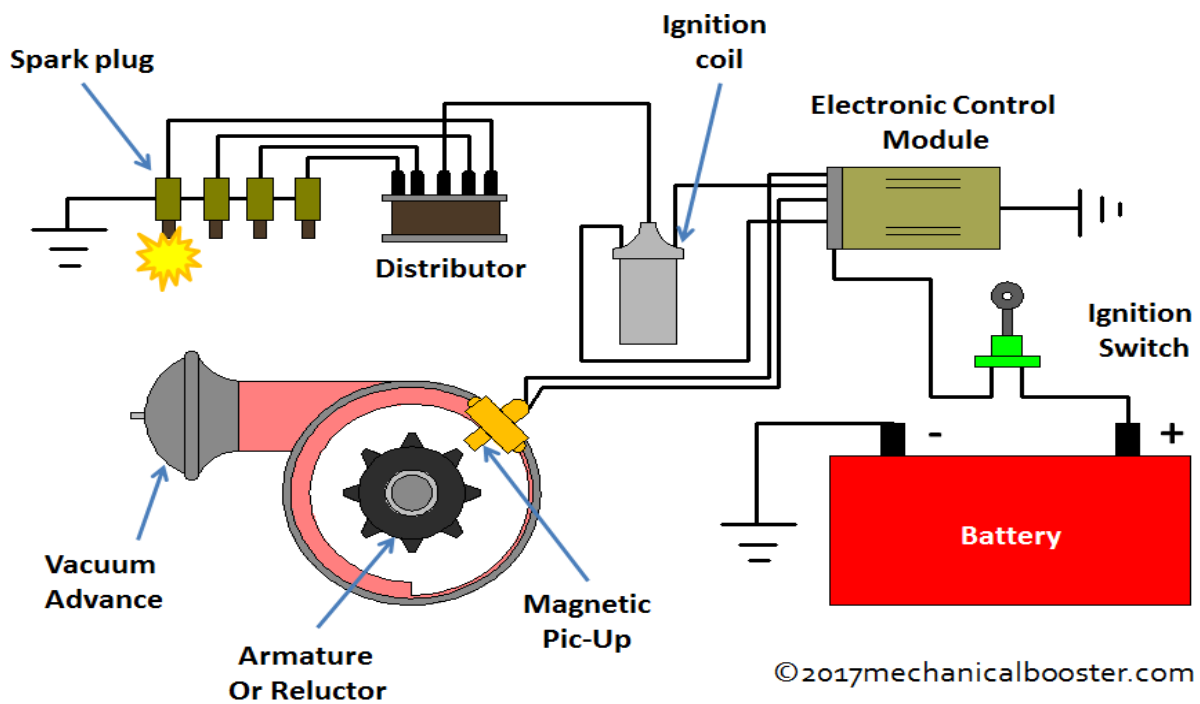 Ignition
coil
Spark plug
Electronic Control
Module
Distributor
Ignition
Switch
-
+
Battery
Vacuum
Advance
Magnetic
Pic-Up
Armature
Or Reluctor
©2017mechanicalbooster.com